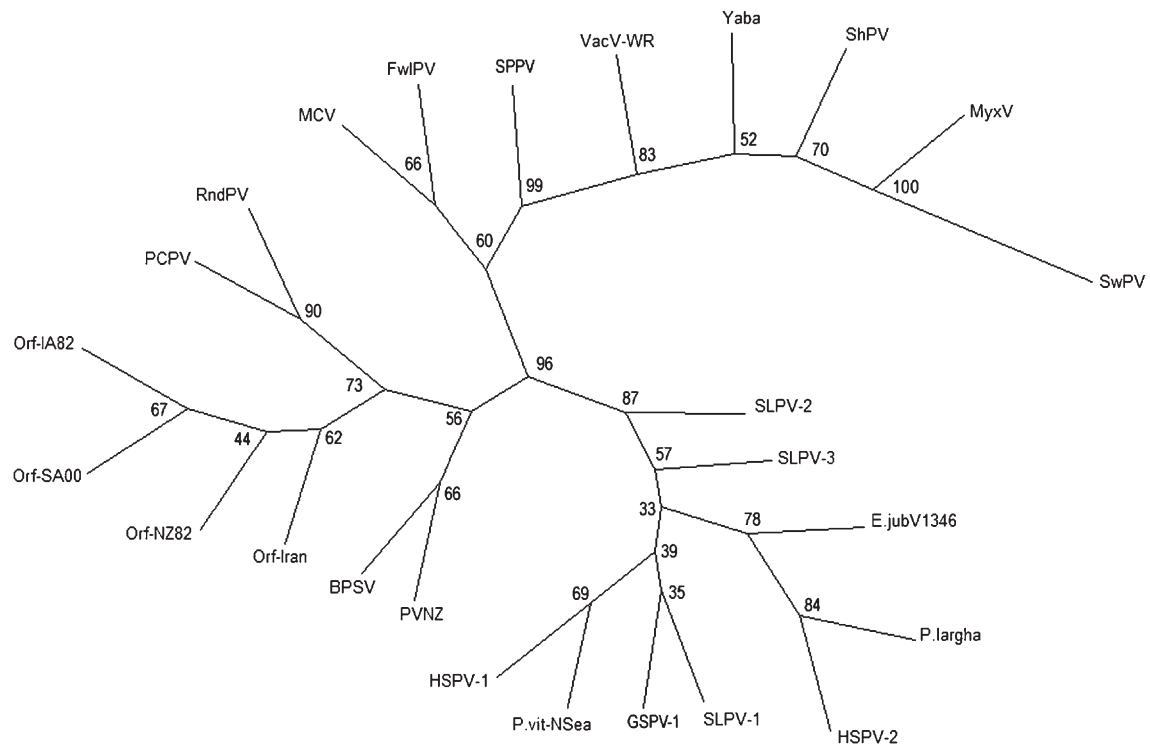 Yaba
ShPV
VacV-WR
SPPV
FwlPV
MCV
MyxV
52
70
83
66
99
100
RndPV
60
PCPV
SwPV
90
Orf-IA82
96
73
87
SLPV-2
67
56
44
62
57
SLPV-3
Orf-SA00
66
33
78
E.jubV1346
Orf-NZ82
Orf-Iran
39
BPSV
69
35
84
PVNZ
P.largha
HSPV-1
P.vit-NSea
GSPV-1
SLPV-1
HSPV-2